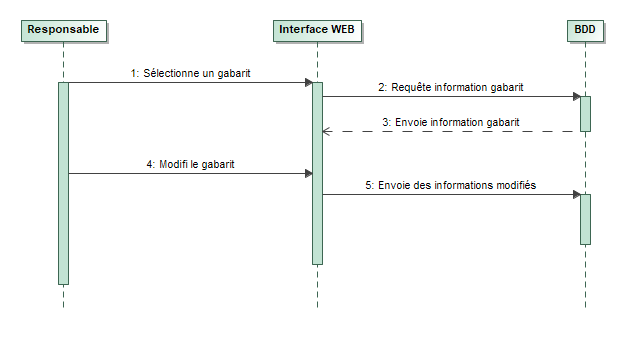 Responsable
Interface WEB
BDD
1: Sélectionne un gabarit
2: Requête information gabarit
3: Envoie information gabarit
4: Modifi le gabarit
5: Envoie des informations modifiés